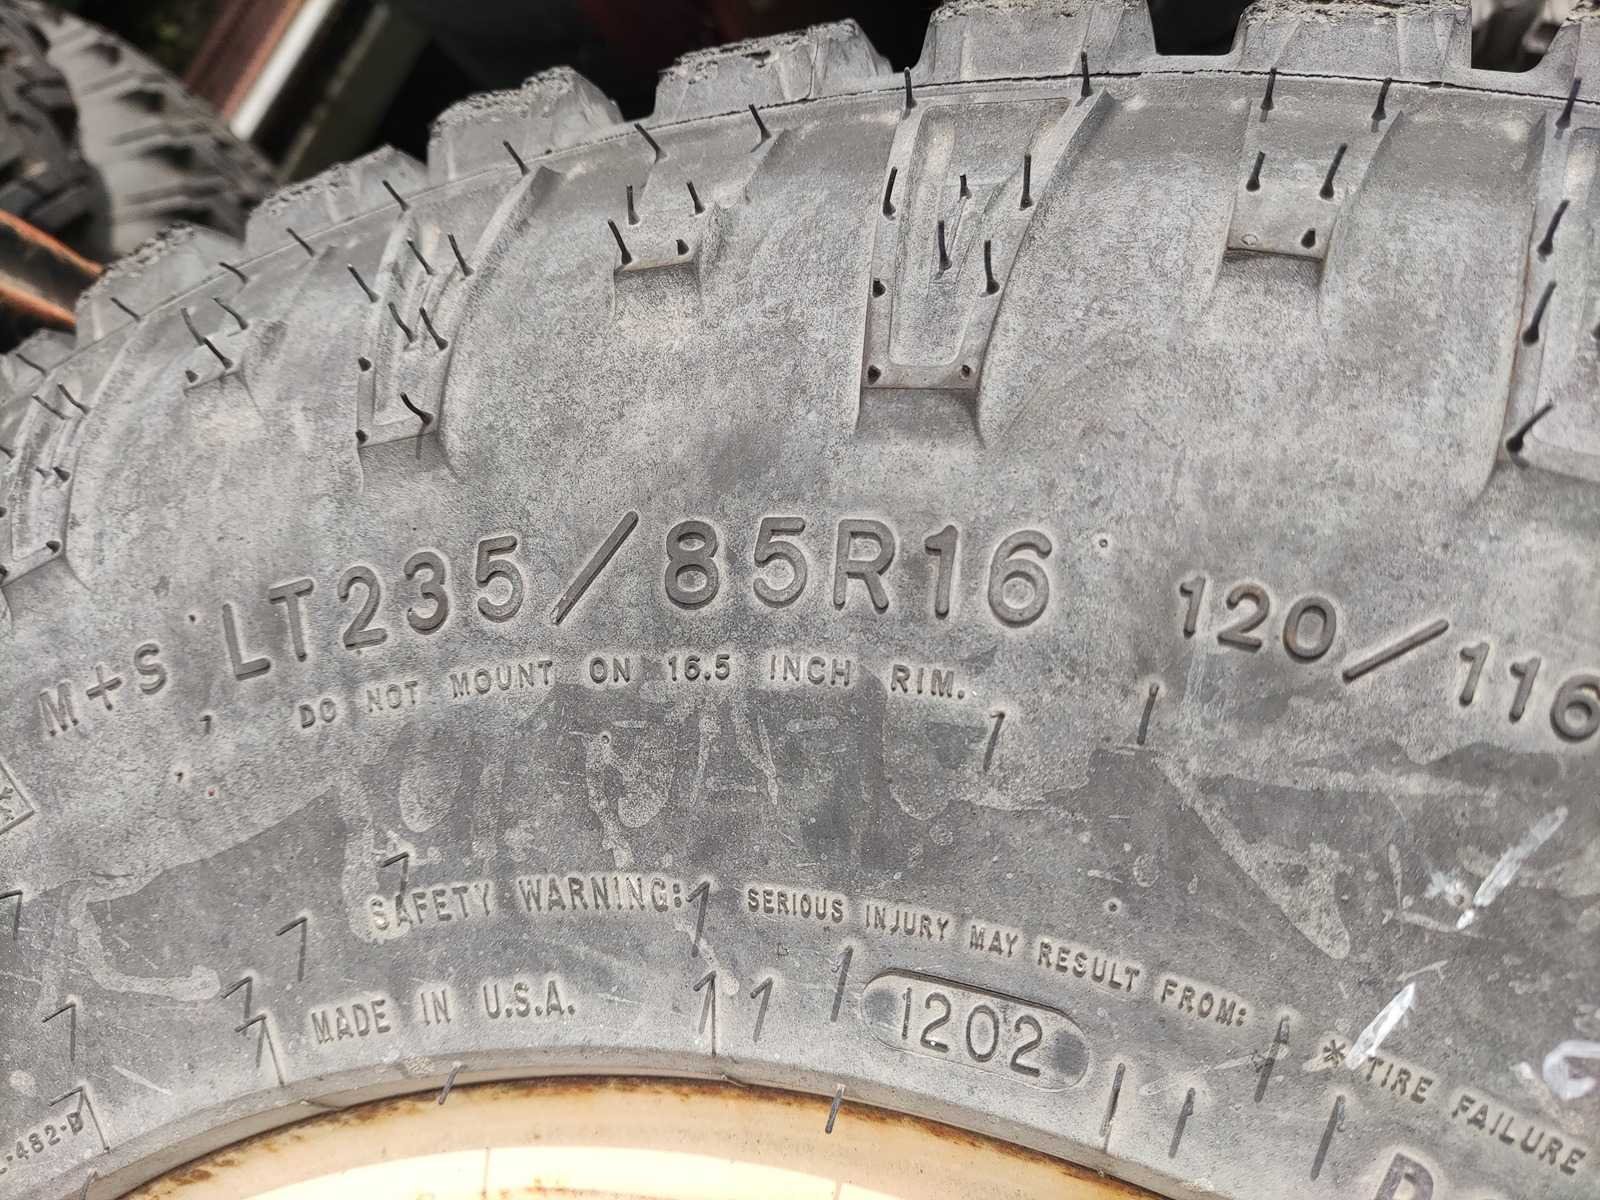 M+S LT235/85R16 120/116
DO NOT MOUNT ON 16.5 INCH RIM.
SAFETY WARNING: SERIOUS INJURY MAY RESULT FROM:
* TIRE FAILURE
MADE IN U.S.A. 1202
-482-B